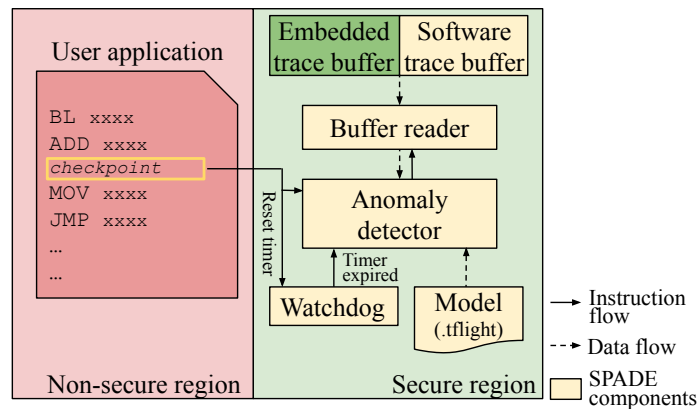 User application
BL xxxx
ADD xxxx
checkpoint
MOV xxxx
JMP xxxx
…
…
Non-secure region
Embedded
trace buffer
Software
trace buffer
Buffer reader
Anomaly
detector
Reset timer
Timer
expired
Watchdog
Model
(.tflight)
Secure region
Instruction
flow
Data flow
SPADE
components